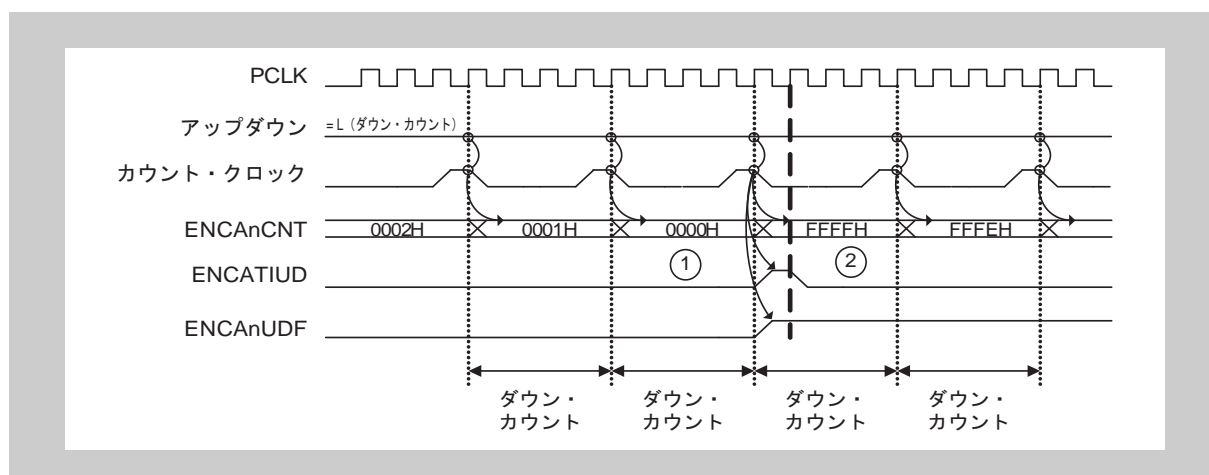 PCLK
アップダウン =L (ダウン・カウント)
カウント・クロック
ENCAnCNT 0002H 0001H 0000H FFFFH FFFEH
① ②
ENCATIUD
ENCAnUDF
ダウン・ ダウン・ ダウン・ ダウン・
カウント カウント カウント カウント